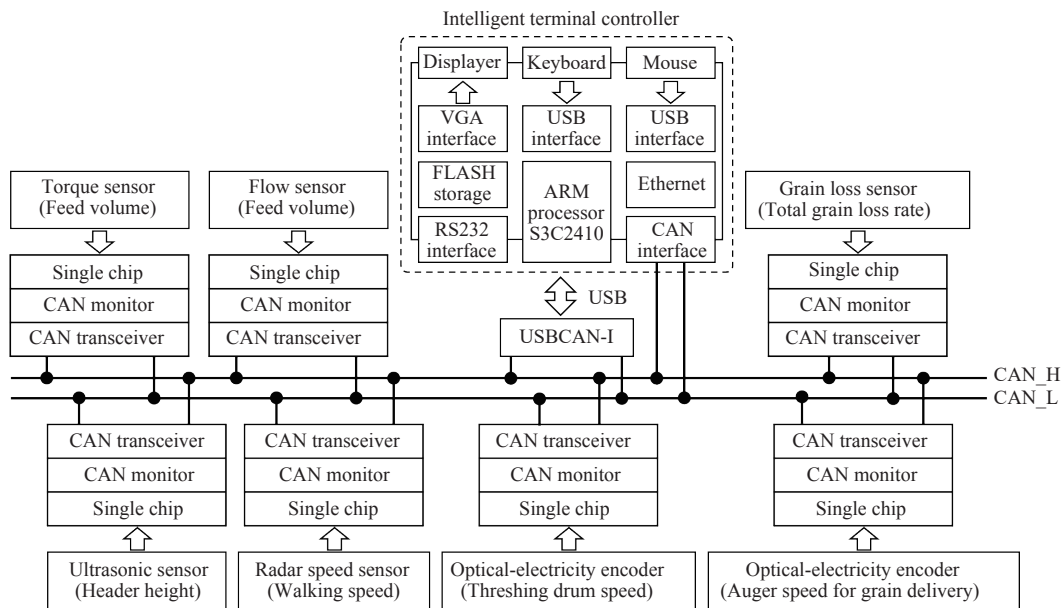 Intelligent terminal controller
Displayer
Keyboard
Mouse
VGA
interface
USB
interface
USB
interface
FLASH
storage
ARM
processor
S3C2410
Ethernet
RS232
interface
CAN
interface
Torque sensor
(Feed volume)
Flow sensor
(Feed volume)
Grain loss sensor
(Total grain loss rate)
Single chip
CAN monitor
CAN transceiver
Single chip
CAN monitor
CAN transceiver
USB
USBCAN-I
Single chip
CAN monitor
CAN transceiver
CAN_H
CAN_L
CAN transceiver
CAN monitor
Single chip
CAN transceiver
CAN monitor
Single chip
CAN transceiver
CAN monitor
Single chip
CAN transceiver
CAN monitor
Single chip
Ultrasonic sensor
(Header height)
Radar speed sensor
(Walking speed)
Optical-electricity encoder
(Threshing drum speed)
Optical-electricity encoder
(Auger speed for grain delivery)